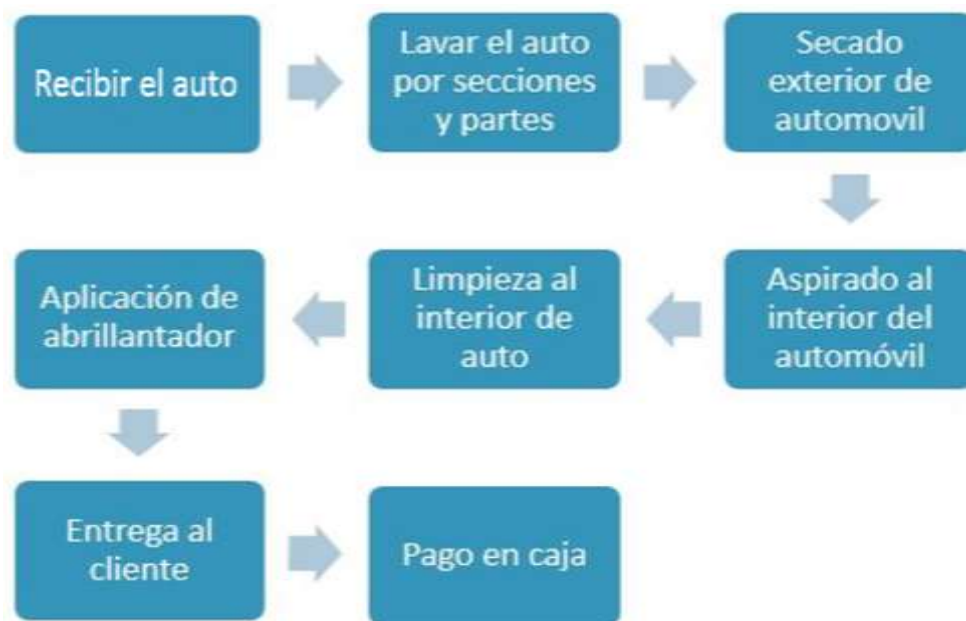 Recibir el auto
Lavar el auto
por secciones
y partes
Secado
exterior de
automovil
Aspirado al
interior del
automóvil
Limpieza al
interior de
auto
Aplicación de
abrillantador
Entrega al
cliente
Pago en caja